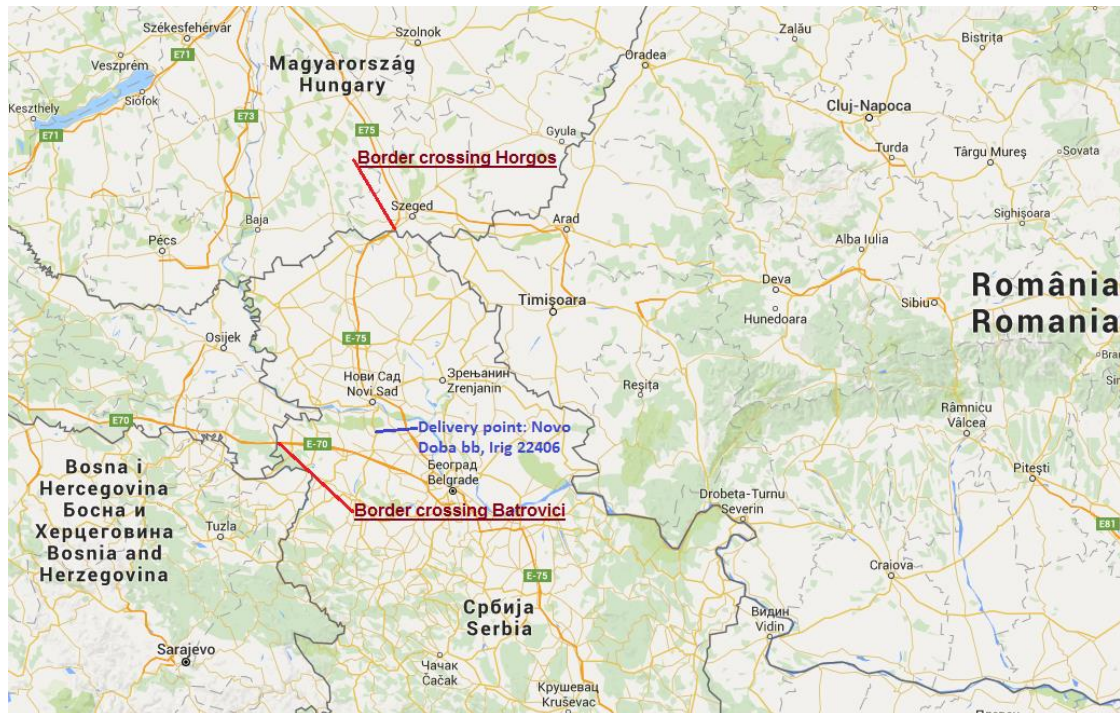 Székesfehérvár
Szolnok
Zalău
Bistrița
E71
Veszprém
Oradea
Magyarország
Hungary
Siofok
Keszthely
E73
E75
Cluj-Napoca
E71
Gyula
Turda
Târgu Mureș
Sovata
Border crossing Horgos
Szeged
Baja
Arad
Sighișoara
Pécs
Alba Iulia
Deva
Timișoara
Hunedoara
Sibiu
România
Romania
Osijek
E-75
Bra
Нови Сад
Novi Sad
Зрењанин
Zrenjanin
Reșița
Sin
Râmnicu
Vâlcea
E70
Delivery point: Novo
Doba bb, Irig 22406
E-70
Bosna i
Hercegovina
Босна и
Херцеговина
Bosnia and
Herzegovina
Београд
Belgrade
Pitești
Drobeta-Turnu
Severin
Border crossing Batrovici
Tuzla
E81
E-75
Craiova
Србија
Serbia
Видин
Vidin
Sarajevo
Чачак
Čačak
Крушевац
Kruševac